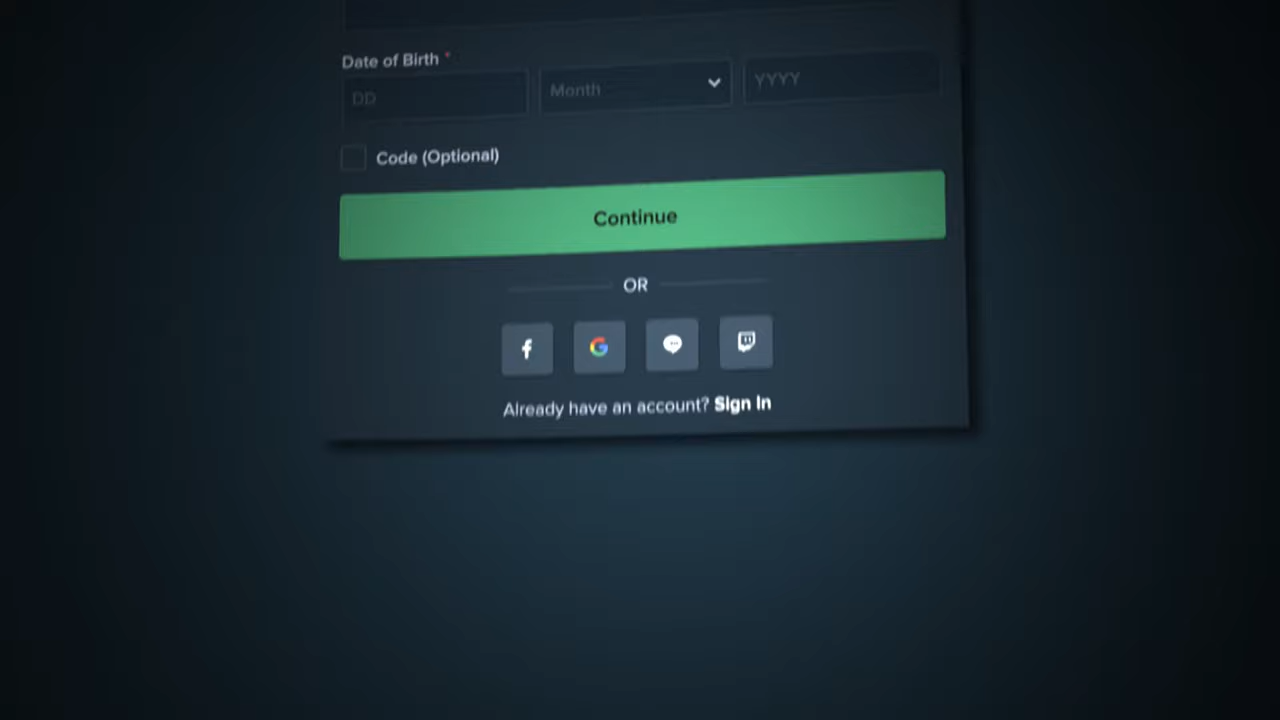 Date of Birth *
DD
Month
YYYY
Code (Optional)
Continue
OR
Already have an account? Sign In